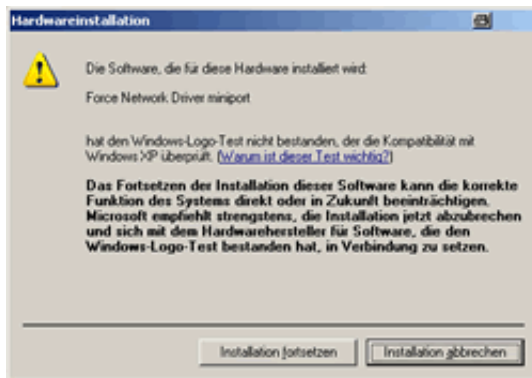 Hardwareinstallation
Die Software, die für diese Hardware installiert wird:
Force Network Driver miniport
hat den Windows-Logo-Test nicht bestanden, der die Kompatibilität mit
Windows XP überprüft. (Warum ist dieser Test wichtig?)
Das Fortsetzen der Installation dieser Software kann die korrekte
Funktion des Systems direkt oder in Zukunft beeinträchtigen.
Microsoft empfiehlt strengstens, die Installation jetzt abzubrechen
und sich mit dem Hardwarehersteller für Software, die den
Windows-Logo-Test bestanden hat, in Verbindung zu setzen.
Installation fortsetzen
Installation abbrechen